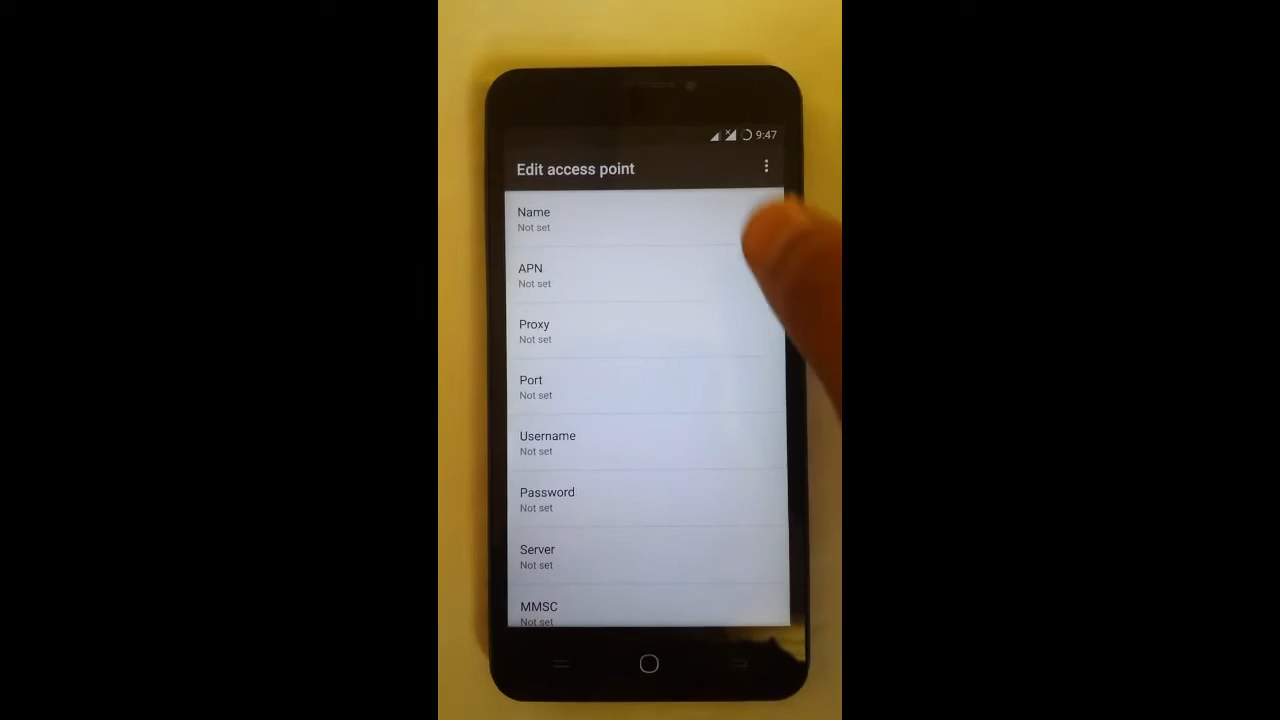 9:47
Edit access point
Name
Not set
APN
Not set
Proxy
Not set
Port
Not set
Username
Not set
Password
Not set
Server
Not set
MMSC
Not set